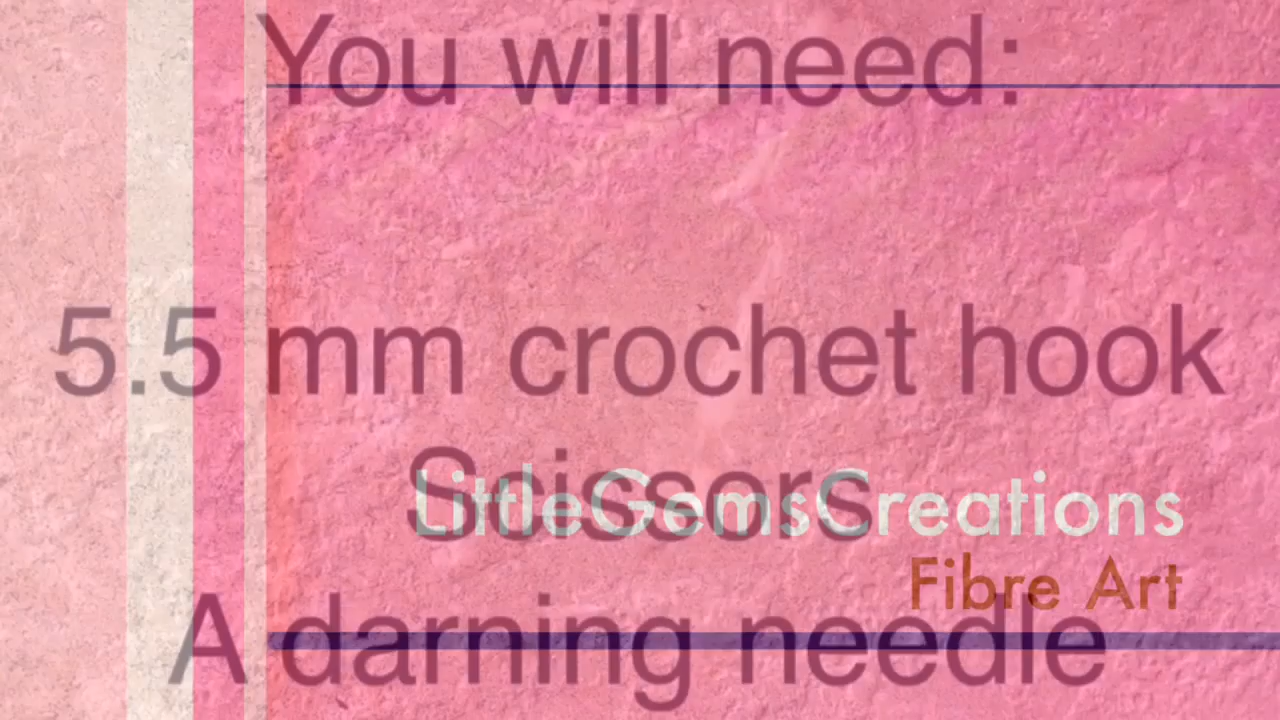 You will need:
5.5 mm crochet hook
Scissors
LittleGemsCreations
Fibre Art
A darning needle